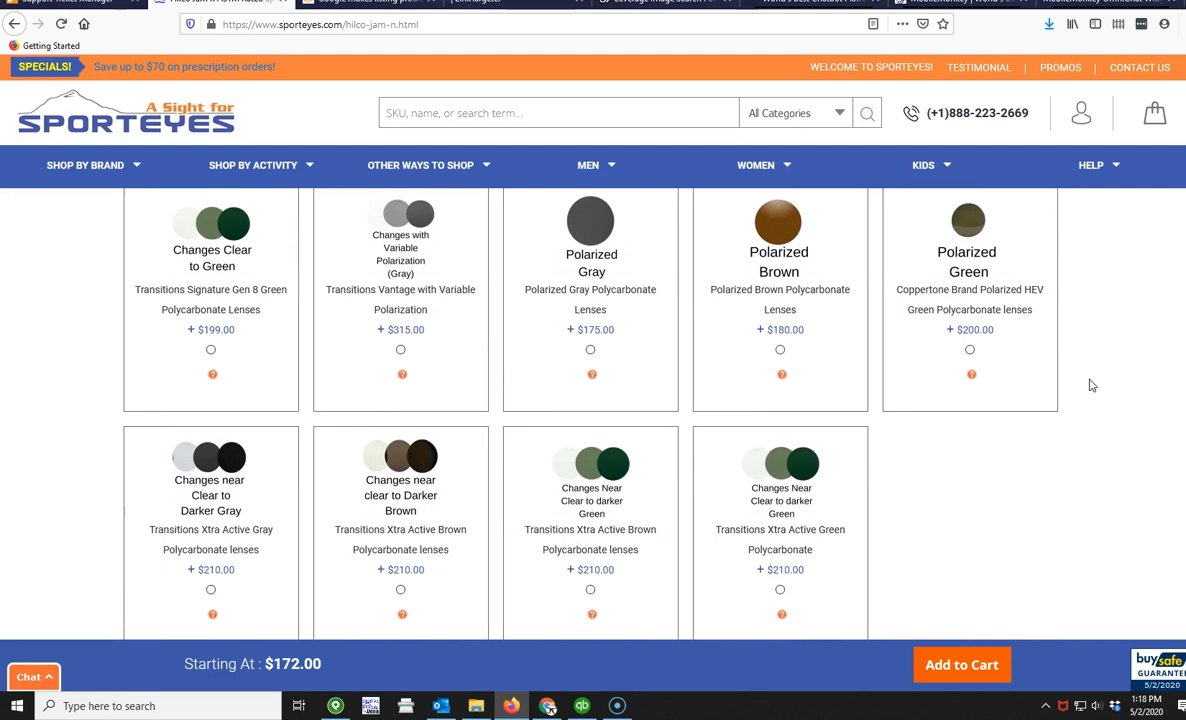 Support Ticket Manager
https://www.sporteyes.com/hilco-jam-n.html
Getting Started
SPECIALS! Save up to $70 on prescription orders!
WELCOME TO SPORTEYES! TESTIMONIAL | PROMOS | CONTACT US
A Sight for
SPORTEYES
SKU, name, or search term...
All Categories
(+1)888-223-2669
SHOP BY BRAND SHOP BY ACTIVITY OTHER WAYS TO SHOP MEN WOMEN KIDS HELP
Changes Clear
to Green
Transitions Signature Gen 8 Green
Polycarbonate Lenses
+ $199.00
?
Changes with
Variable
Polarization
(Gray)
Transitions Vantage with Variable
Polarization
+ $315.00
?
Polarized
Gray
Polarized Gray Polycarbonate
Lenses
+ $175.00
?
Polarized
Brown
Polarized Brown Polycarbonate
Lenses
+ $180.00
?
Polarized
Green
Coppertone Brand Polarized HEV
Green Polycarbonate lenses
+ $200.00
?
Changes near
Clear to
Darker Gray
Transitions Xtra Active Gray
Polycarbonate lenses
+ $210.00
?
Changes near
clear to Darker
Brown
Transitions Xtra Active Brown
Polycarbonate lenses
+ $210.00
?
Changes Near
Clear to darker
Green
Transitions Xtra Active Brown
Polycarbonate lenses
+ $210.00
?
Changes Near
Clear to darker
Green
Transitions Xtra Active Green
Polycarbonate
+ $210.00
?
Chat
Starting At : $172.00
Add to Cart
buySafe
GUARANTE
5/2/2020
Type here to search
qb
1:18 PM
5/2/2020